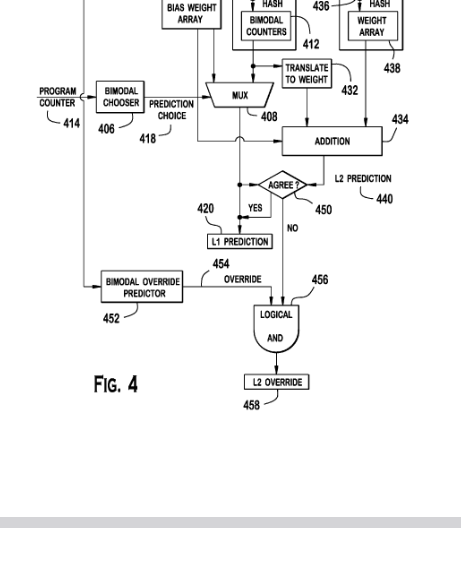 436
HASH
HASH
BIAS WEIGHT
ARRAY
BIMODAL
COUNTERS
412
WEIGHT
ARRAY
438
TRANSLATE
TO WEIGHT
432
PROGRAM
COUNTER
414
BIMODAL
CHOOSER
406
PREDICTION
CHOICE
418
MUX
408
434
ADDITION
L2 PREDICTION
440
AGREE?
450
YES
NO
420
L1 PREDICTION
454
OVERRIDE
BIMODAL OVERRIDE
PREDICTOR
452
456
LOGICAL
AND
L2 OVERRIDE
458
FIG. 4